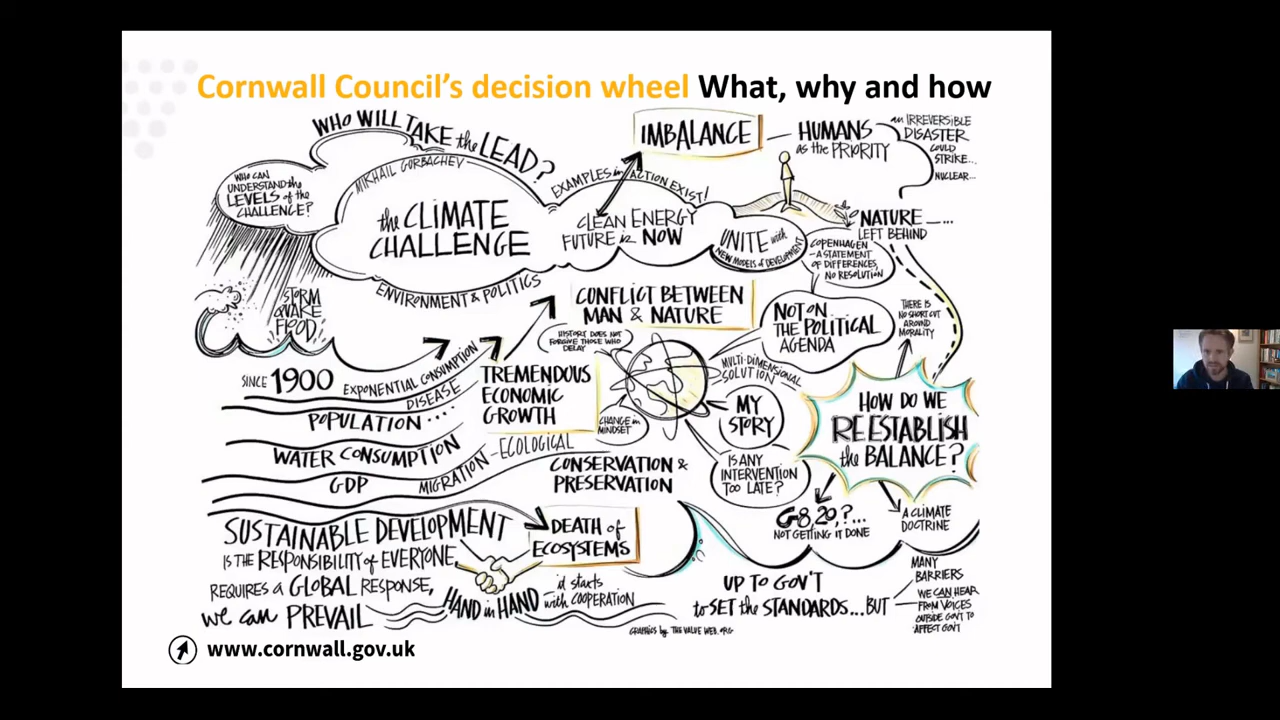 Cornwall Council's decision wheel What, why and how
WHO WILL TAKE the LEAD?
MIKHAIL GORBACHEV
WHO CAN
UNDERSTAND the
LEVELS of the
CHALLENGE?
the CLIMATE
CHALLENGE
ENVIRONMENT & POLITICS
EXAMPLES in ACTION EXIST!
CLEAN ENERGY
FUTURE is NOW
IMBALANCE
HUMANS
as the PRIORITY
an IRREVERSIBLE
DISASTER
COULD
STRIKE...
NUCLEAR...
NATURE
LEFT BEHIND
UNITE with
NEW MODELS of DEVELOPMENT
COPENHAGEN
- A STATEMENT
OF DIFFERENCES,
NO RESOLUTION
STORM
QUAKE
FLOOD
CONFLICT BETWEEN
MAN & NATURE
HISTORY DOES NOT
FORGIVE THOSE WHO
DELAY
NOT ON
THE POLITICAL
AGENDA
THERE IS
NO SHORT CUT
AROUND
MORALITY
SINCE 1900
EXPONENTIAL CONSUMPTION
DISEASE
POPULATION ....
WATER CONSUMPTION
GDP
MIGRATION - ECOLOGICAL
TREMENDOUS
ECONOMIC
GROWTH
CHANGE in
MINDSET
MULTI-DIMENSIONAL
SOLUTION
MY
STORY
IS ANY
INTERVENTION
TOO LATE?
HOW DO WE
REESTABLISH
the BALANCE?
CONSERVATION &
PRESERVATION
G8, 20, ?...
NOT GETTING IT DONE
A CLIMATE
DOCTRINE
SUSTAINABLE DEVELOPMENT
IS THE RESPONSIBILITY of EVERYONE,
REQUIRES a GLOBAL RESPONSE,
we can PREVAIL
DEATH of
ECOSYSTEMS
HAND in HAND
it starts
with COOPERATION
UP TO GOV'T
to SET the STANDARDS...BUT
MANY
BARRIERS
WE CAN HEAR
FROM VOICES
OUTSIDE GOV'T TO
AFFECT GOV'T
GRAPHICS by: THE VALUE WEB.ORG
www.cornwall.gov.uk